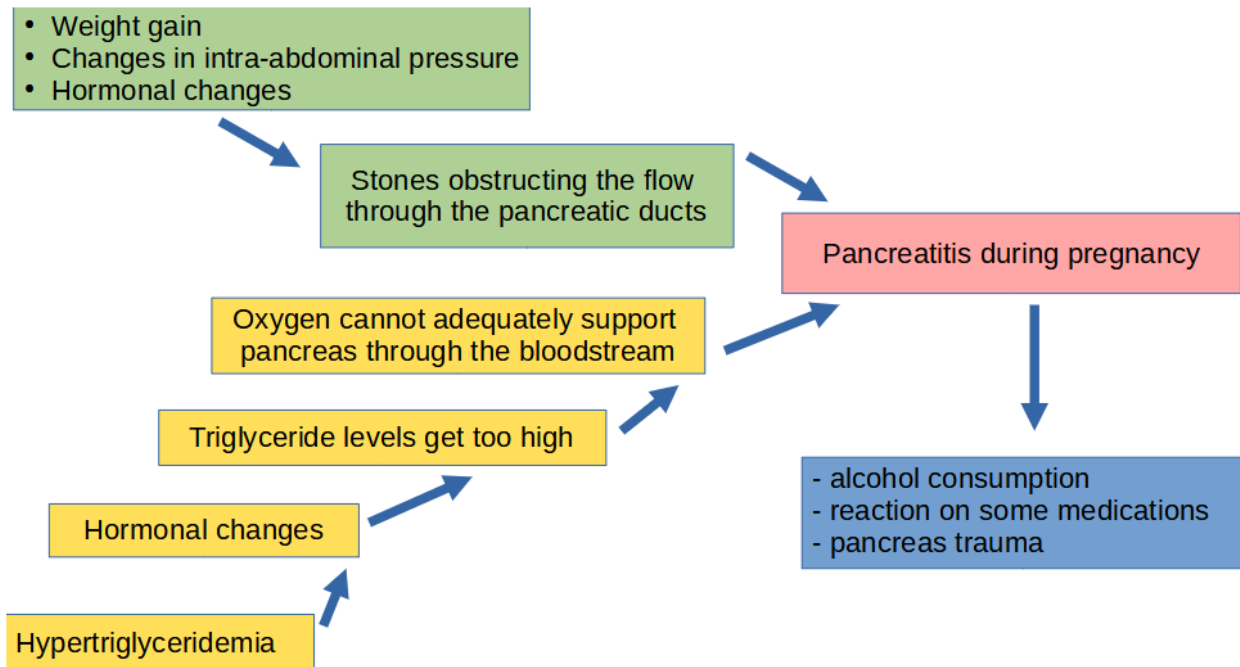 • Weight gain
• Changes in intra-abdominal pressure
• Hormonal changes
Stones obstructing the flow
through the pancreatic ducts
Pancreatitis during pregnancy
Oxygen cannot adequately support
pancreas through the bloodstream
Triglyceride levels get too high
Hormonal changes
Hypertriglyceridemia
- alcohol consumption
- reaction on some medications
- pancreas trauma